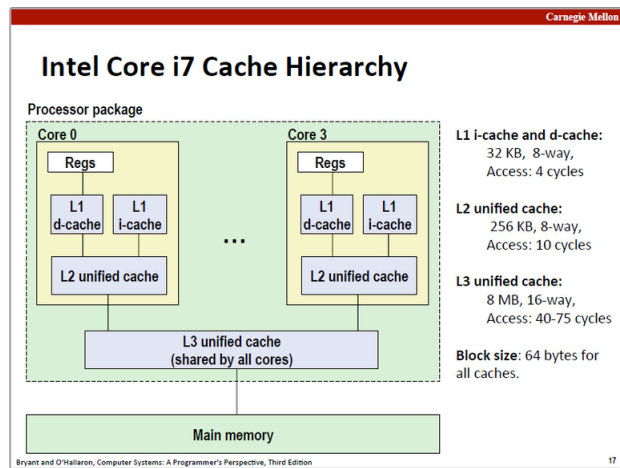 Carnegie Mellon
Intel Core i7 Cache Hierarchy
Processor package
Core 0
Regs
L1
d-cache
L1
i-cache
L2 unified cache
...
Core 3
Regs
L1
d-cache
L1
i-cache
L2 unified cache
L3 unified cache
(shared by all cores)
Main memory
L1 i-cache and d-cache:
32 KB, 8-way,
Access: 4 cycles
L2 unified cache:
256 KB, 8-way,
Access: 10 cycles
L3 unified cache:
8 MB, 16-way,
Access: 40-75 cycles
Block size: 64 bytes for
all caches.
Bryant and O'Hallaron, Computer Systems: A Programmer's Perspective, Third Edition
17